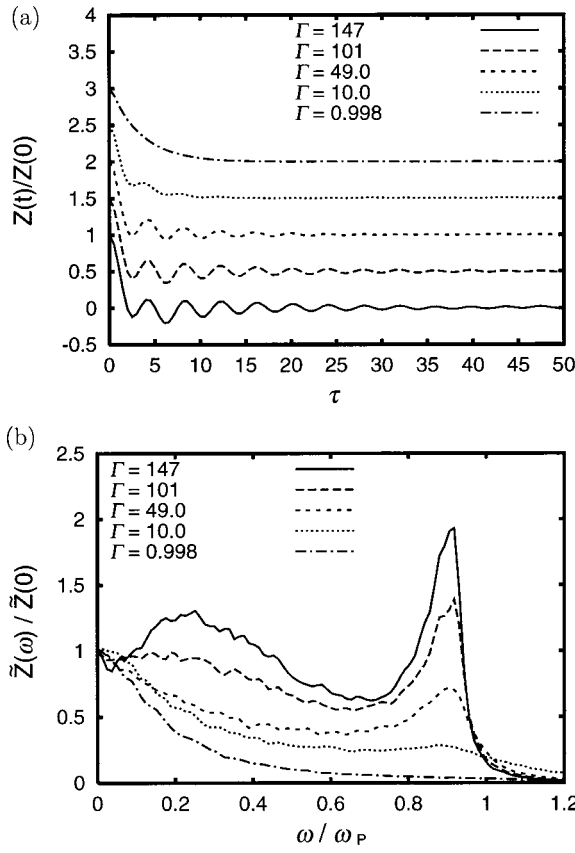 (a)
3.5
3
2.5
2
1.5
1
0.5
0
-0.5
Z(t)/Z(0)
Γ = 147
Γ = 101
Γ = 49.0
Γ = 10.0
Γ = 0.998
0 5 10 15 20 25 30 35 40 45 50
τ
(b)
2.5
2
1.5
1
0.5
0
Z̃(ω) / Z̃(0)
Γ = 147
Γ = 101
Γ = 49.0
Γ = 10.0
Γ = 0.998
0 0.2 0.4 0.6 0.8 1 1.2
ω / ωP